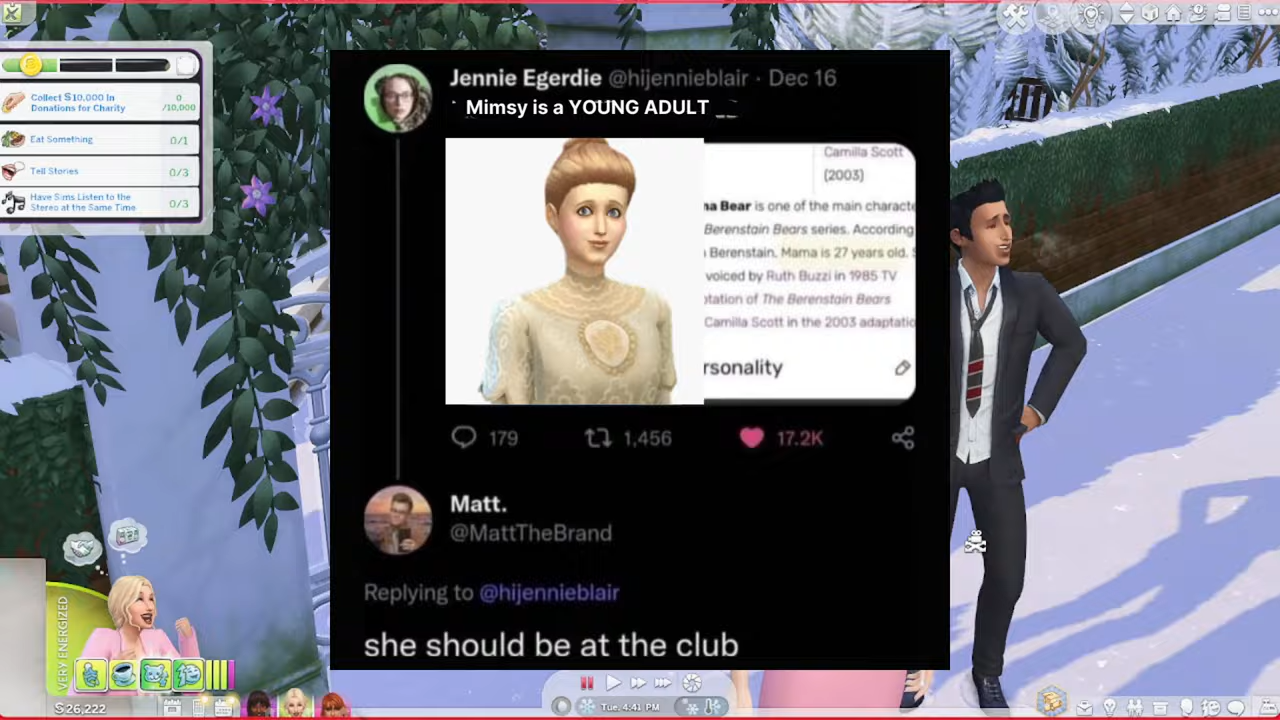 Collect §10,000 In
Donations for Charity
0
/10,000
Eat Something
0/1
Tell Stories
0/3
Have Sims Listen to the
Stereo at the Same Time
0/3
Jennie Egerdie @hijennieblair · Dec 16
Mimsy is a YOUNG ADULT
Camilla Scott
(2003)
Bear is one of the main
Berenstain Bears series. According
Berenstain. Mama is 27 years old.
voiced by Ruth Buzzi in 1985 TV
of The Berenstain Bears
Camilla Scott in the 2003
179
1,456
17.2K
Matt.
@MattTheBrand
Replying to @hijennieblair
she should be at the club
VERY ENERGIZED
§26,222
Tue. 4:41 PM